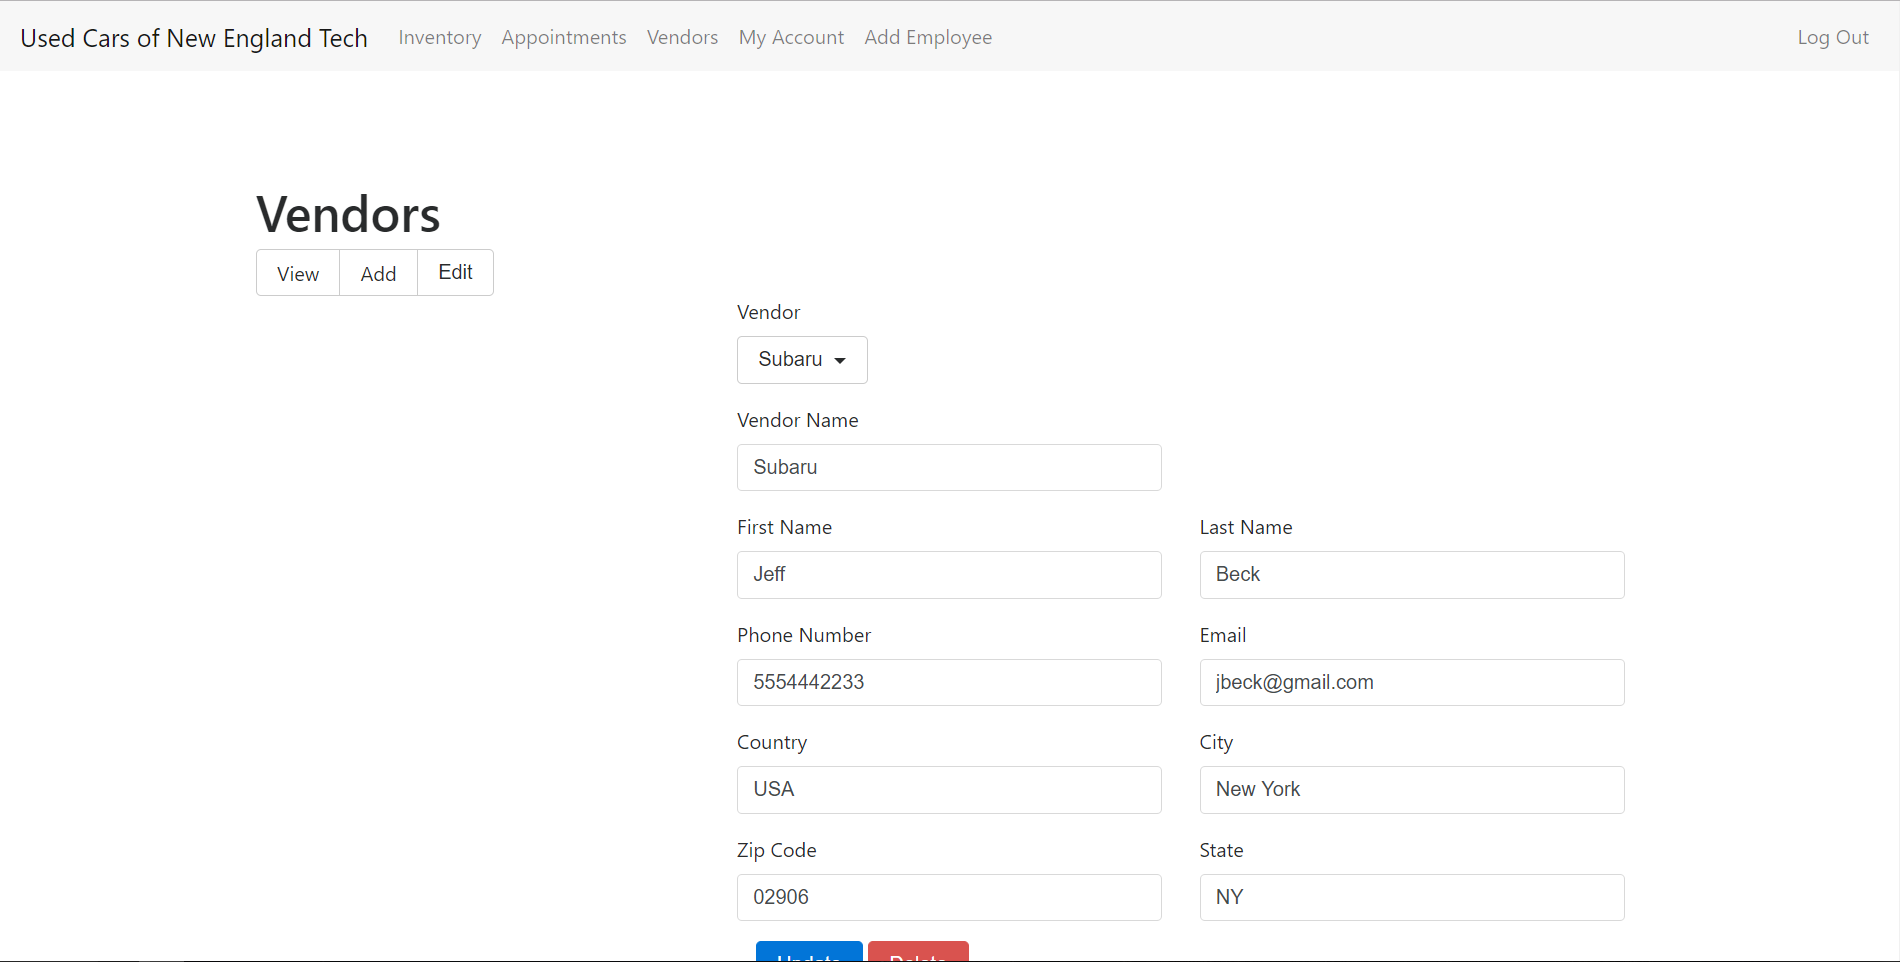 Used Cars of New England Tech Inventory Appointments Vendors My Account Add Employee Log Out
Vendors
View Add Edit
Vendor
Subaru
Vendor Name
Subaru
First Name Last Name
Jeff Beck
Phone Number Email
5554442233 jbeck@gmail.com
Country City
USA New York
Zip Code State
02906 NY
Update Delete